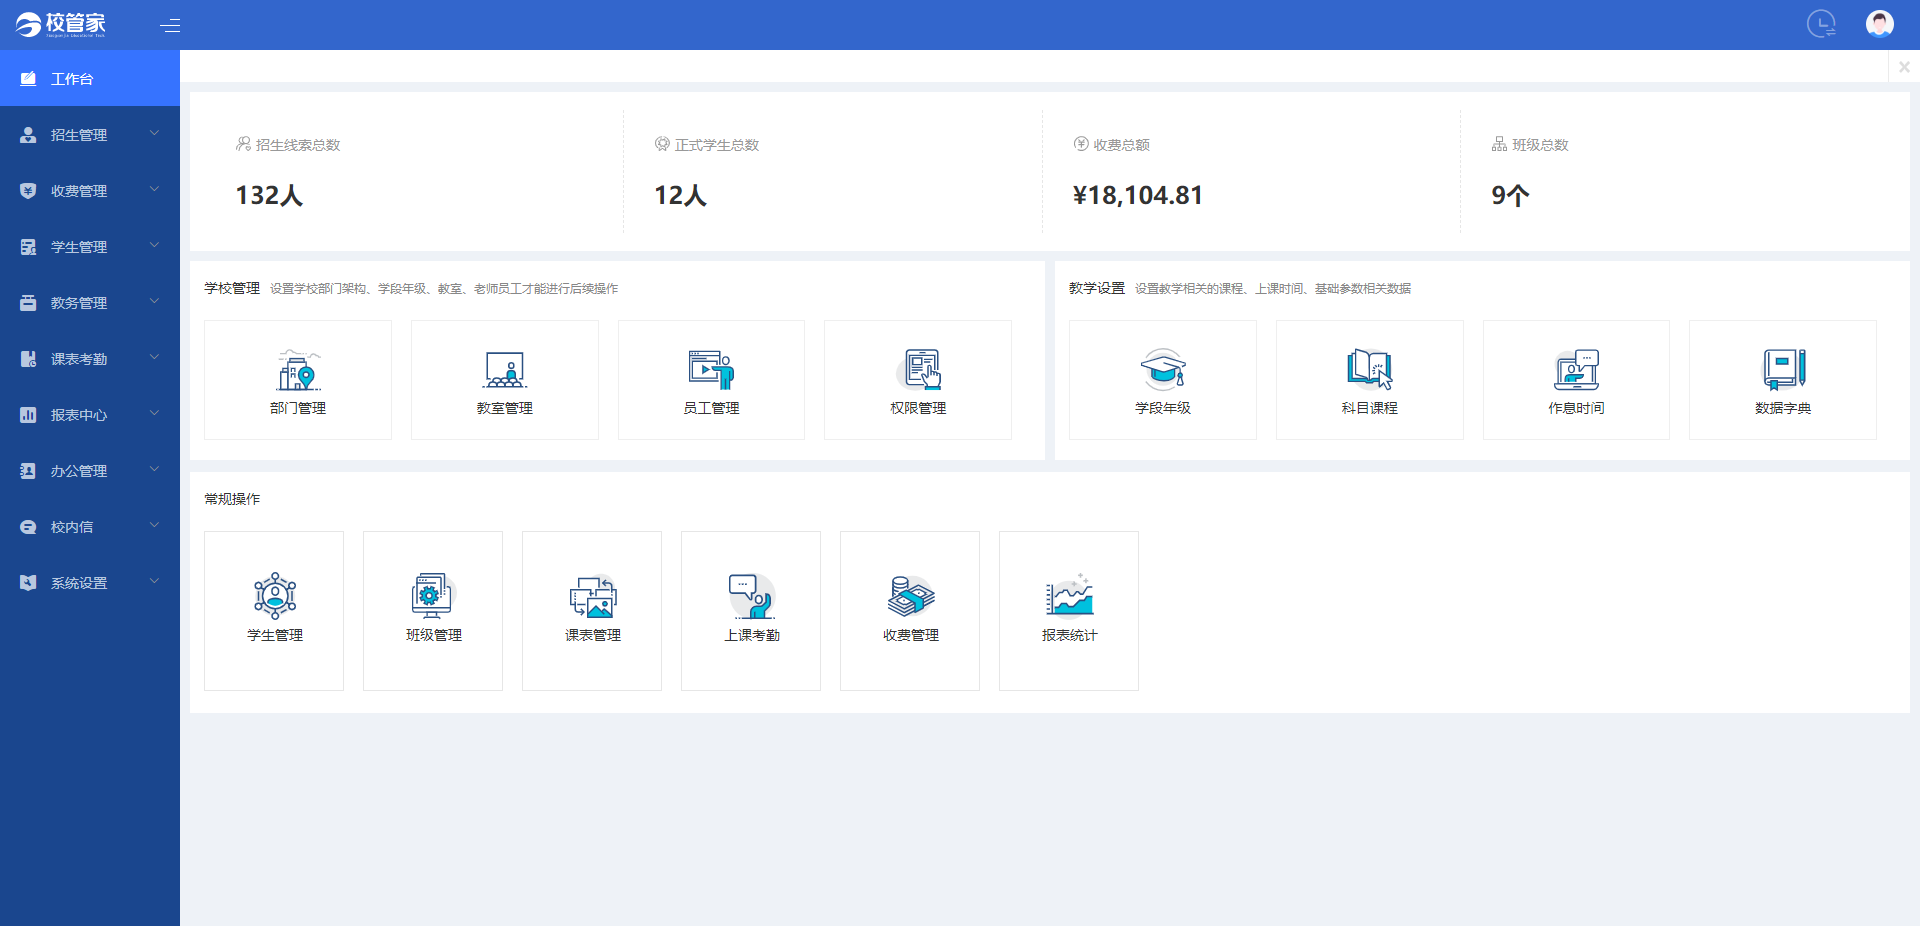 校管家
工作台
招生管理
收费管理
学生管理
教务管理
课表考勤
报表中心
办公管理
校内信
系统设置
招生线索总数
132人
正式学生总数
12人
收费总额
¥18,104.81
班级总数
9个
学校管理 设置学校部门架构、学段年级、教室、老师员工才能进行后续操作
部门管理
教室管理
员工管理
权限管理
教学设置 设置教学相关的课程、上课时间、基础参数相关数据
学段年级
科目课程
作息时间
数据字典
常规操作
学生管理
班级管理
课表管理
上课考勤
收费管理
报表统计